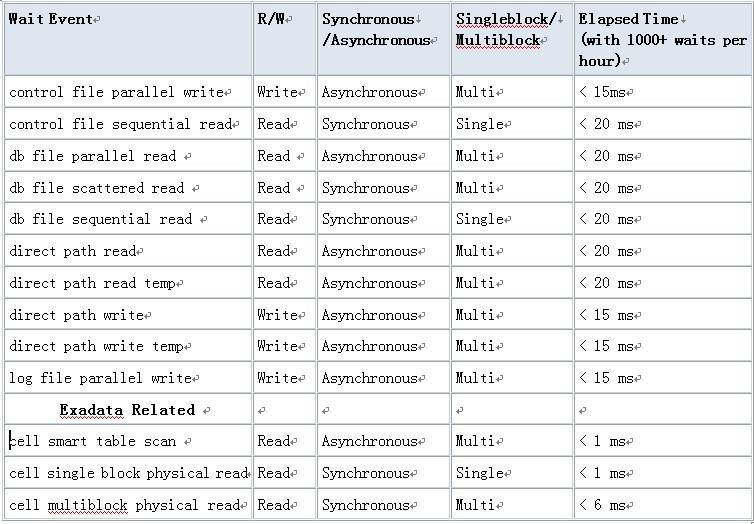 Wait Event R/W Synchronous /Asynchronous Singleblock/ Multiblock Elapsed Time (with 1000+ waits per hour)
control file parallel write Write Asynchronous Multi < 15ms
control file sequential read Read Synchronous Single < 20 ms
db file parallel read Read Asynchronous Multi < 20 ms
db file scattered read Read Synchronous Multi < 20 ms
db file sequential read Read Synchronous Single < 20 ms
direct path read Read Asynchronous Multi < 20 ms
direct path read temp Read Asynchronous Multi < 20 ms
direct path write Write Asynchronous Multi < 15 ms
direct path write temp Write Asynchronous Multi < 15 ms
log file parallel write Write Asynchronous Multi < 15 ms
Exadata Related
cell smart table scan Read Asynchronous Multi < 1 ms
cell single block physical read Read Synchronous Single < 1 ms
cell multiblock physical read Read Synchronous Multi < 6 ms